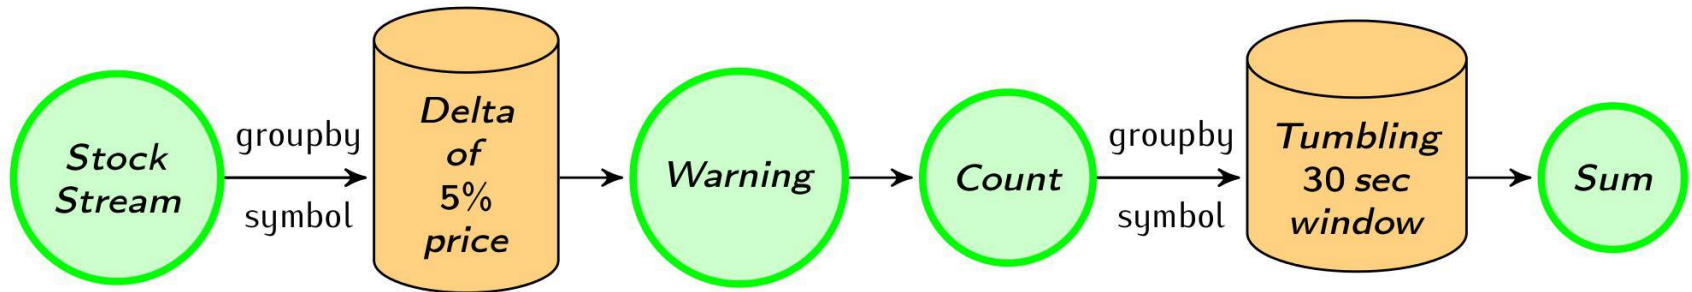 Stock
Stream
groupby
symbol
Delta
of
5%
price
Warning
Count
groupby
symbol
Tumbling
30 sec
window
Sum